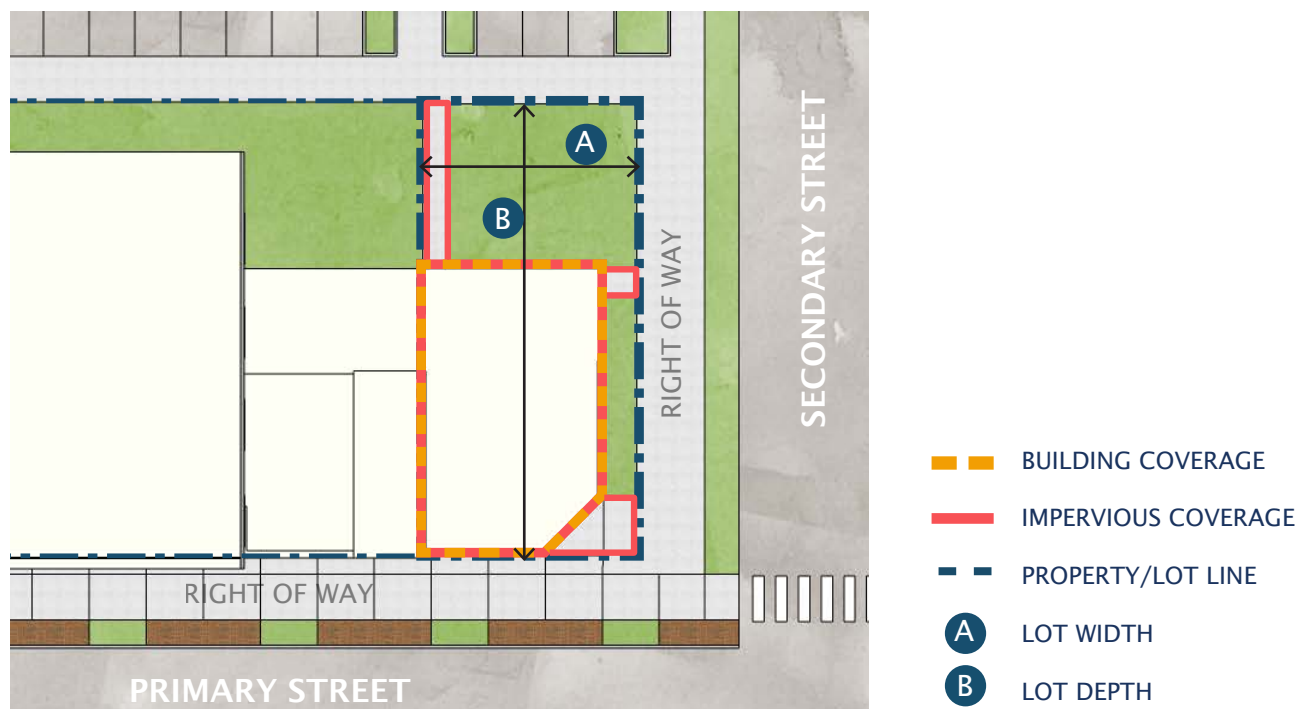 A
B
RIGHT OF WAY
SECONDARY STREET
RIGHT OF WAY
PRIMARY STREET
BUILDING COVERAGE
IMPERVIOUS COVERAGE
PROPERTY/LOT LINE
A LOT WIDTH
B LOT DEPTH